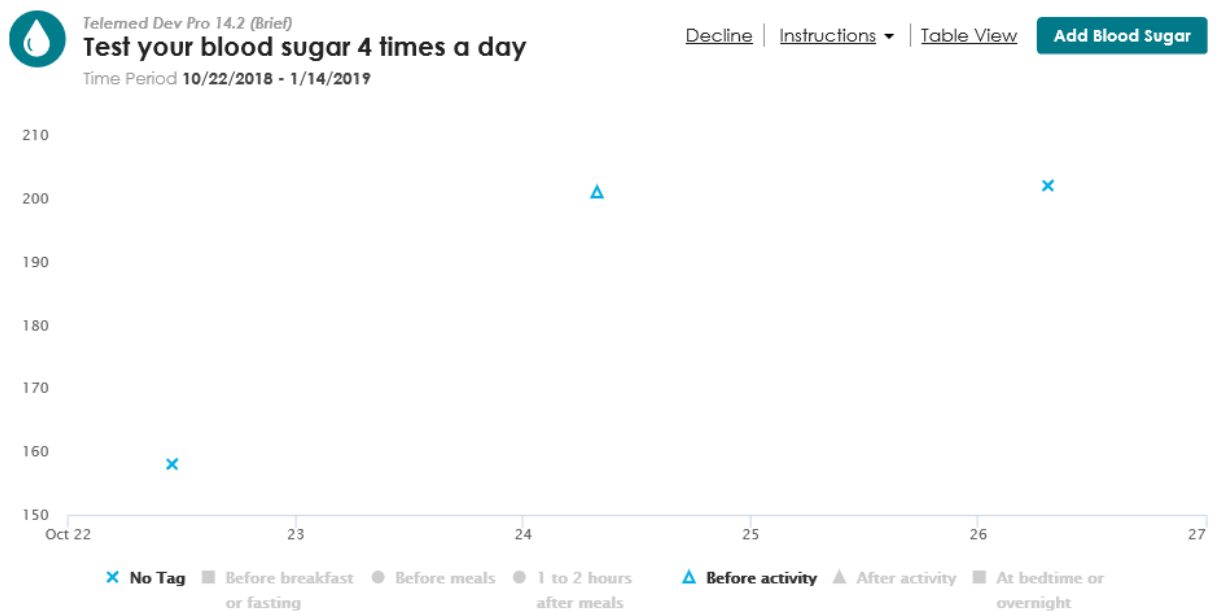 Telemed Dev Pro 14.2 (Brief)
Test your blood sugar 4 times a day
Time Period 10/22/2018 - 1/14/2019
Decline Instructions Table View Add Blood Sugar
210
200
190
180
170
160
150
Oct 22 23 24 25 26 27
No Tag Before breakfast or fasting Before meals 1 to 2 hours after meals Before activity After activity At bedtime or overnight